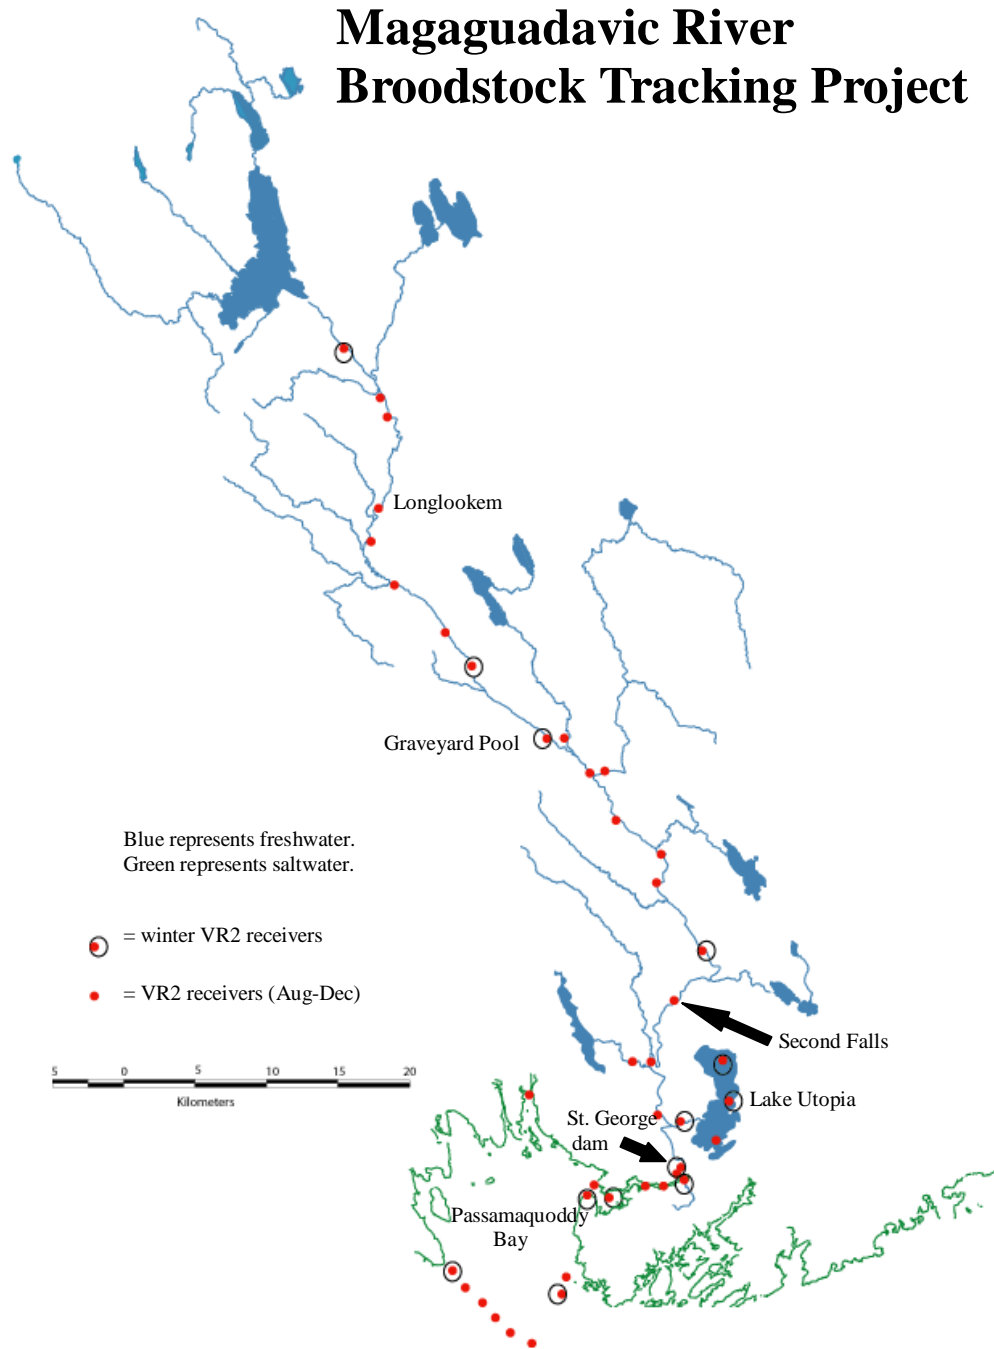 Magaguadavic River
Broodstock Tracking Project
Longlookem
Graveyard Pool
Blue represents freshwater.
Green represents saltwater.
= winter VR2 receivers
= VR2 receivers (Aug-Dec)
Second Falls
5 0 5 10 15 20
Kilometers
Lake Utopia
St. George
dam
Passamaquoddy
Bay